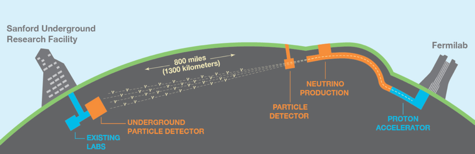 Sanford Underground
Research Facility
800 miles
(1300 kilometers)
Fermilab
NEUTRINO
PRODUCTION
PARTICLE
DETECTOR
PROTON
ACCELERATOR
UNDERGROUND
PARTICLE DETECTOR
EXISTING
LABS